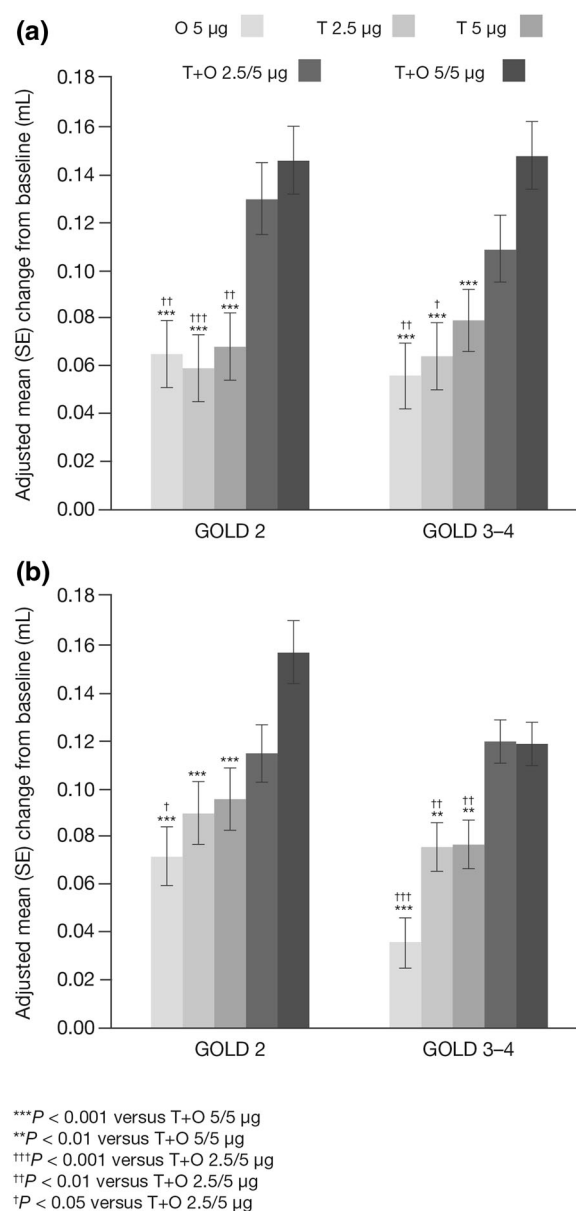 (a)
O 5 µg T 2.5 µg T 5 µg
T+O 2.5/5 µg T+O 5/5 µg
Adjusted mean (SE) change from baseline (mL)
0.18
0.16
0.14
0.12
0.10
0.08
0.06
0.04
0.02
0.00
†† *** ††† *** †† ***
†† *** † *** ***
GOLD 2 GOLD 3–4
(b)
Adjusted mean (SE) change from baseline (mL)
0.18
0.16
0.14
0.12
0.10
0.08
0.06
0.04
0.02
0.00
† *** *** ***
††† *** †† ** †† **
GOLD 2 GOLD 3–4
***P < 0.001 versus T+O 5/5 µg
**P < 0.01 versus T+O 5/5 µg
†††P < 0.001 versus T+O 2.5/5 µg
††P < 0.01 versus T+O 2.5/5 µg
†P < 0.05 versus T+O 2.5/5 µg